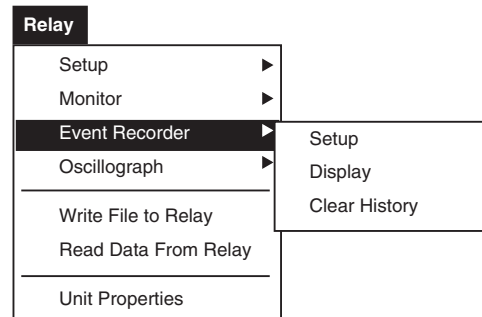 Relay
Setup
Monitor
Event Recorder
Oscillograph
Write File to Relay
Read Data From Relay
Unit Properties
Setup
Display
Clear History